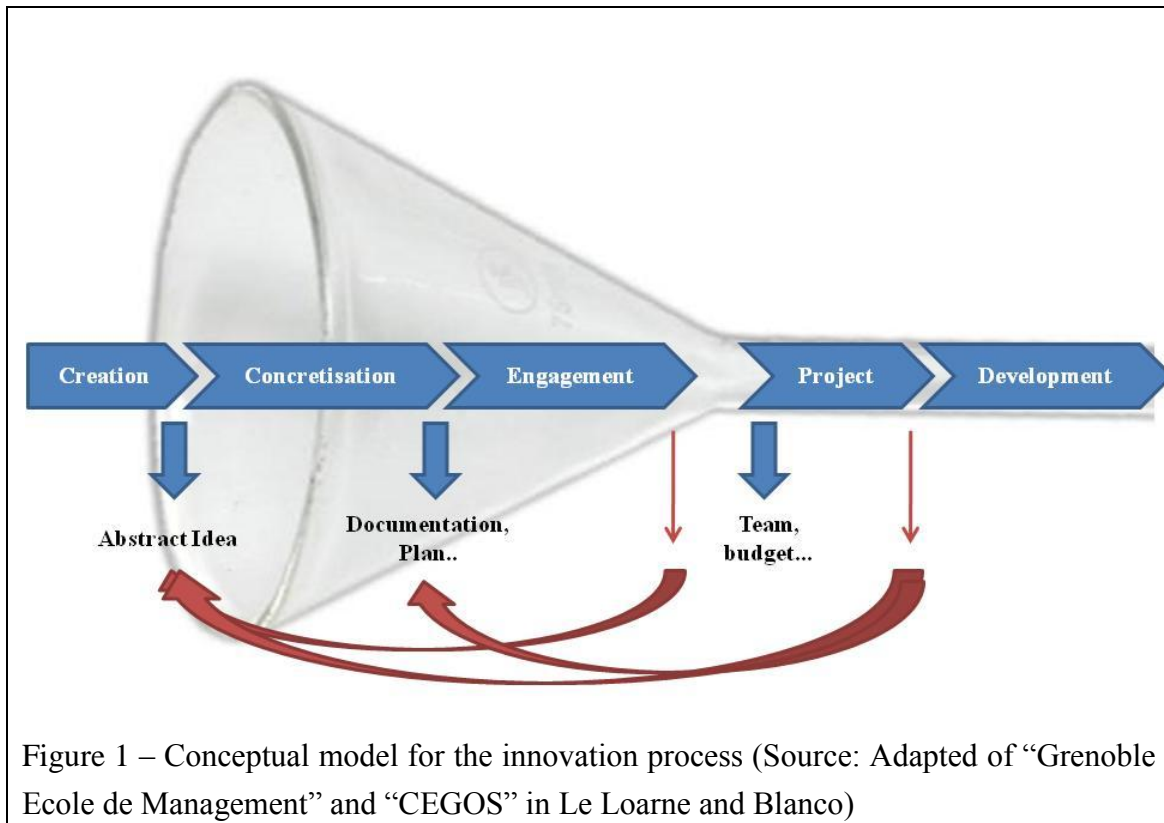 Creation
Concretisation
Engagement
Project
Development
Abstract Idea
Documentation,
Plan..
Team,
budget...
Figure 1 – Conceptual model for the innovation process (Source: Adapted of “Grenoble
Ecole de Management” and “CEGOS” in Le Loarne and Blanco)